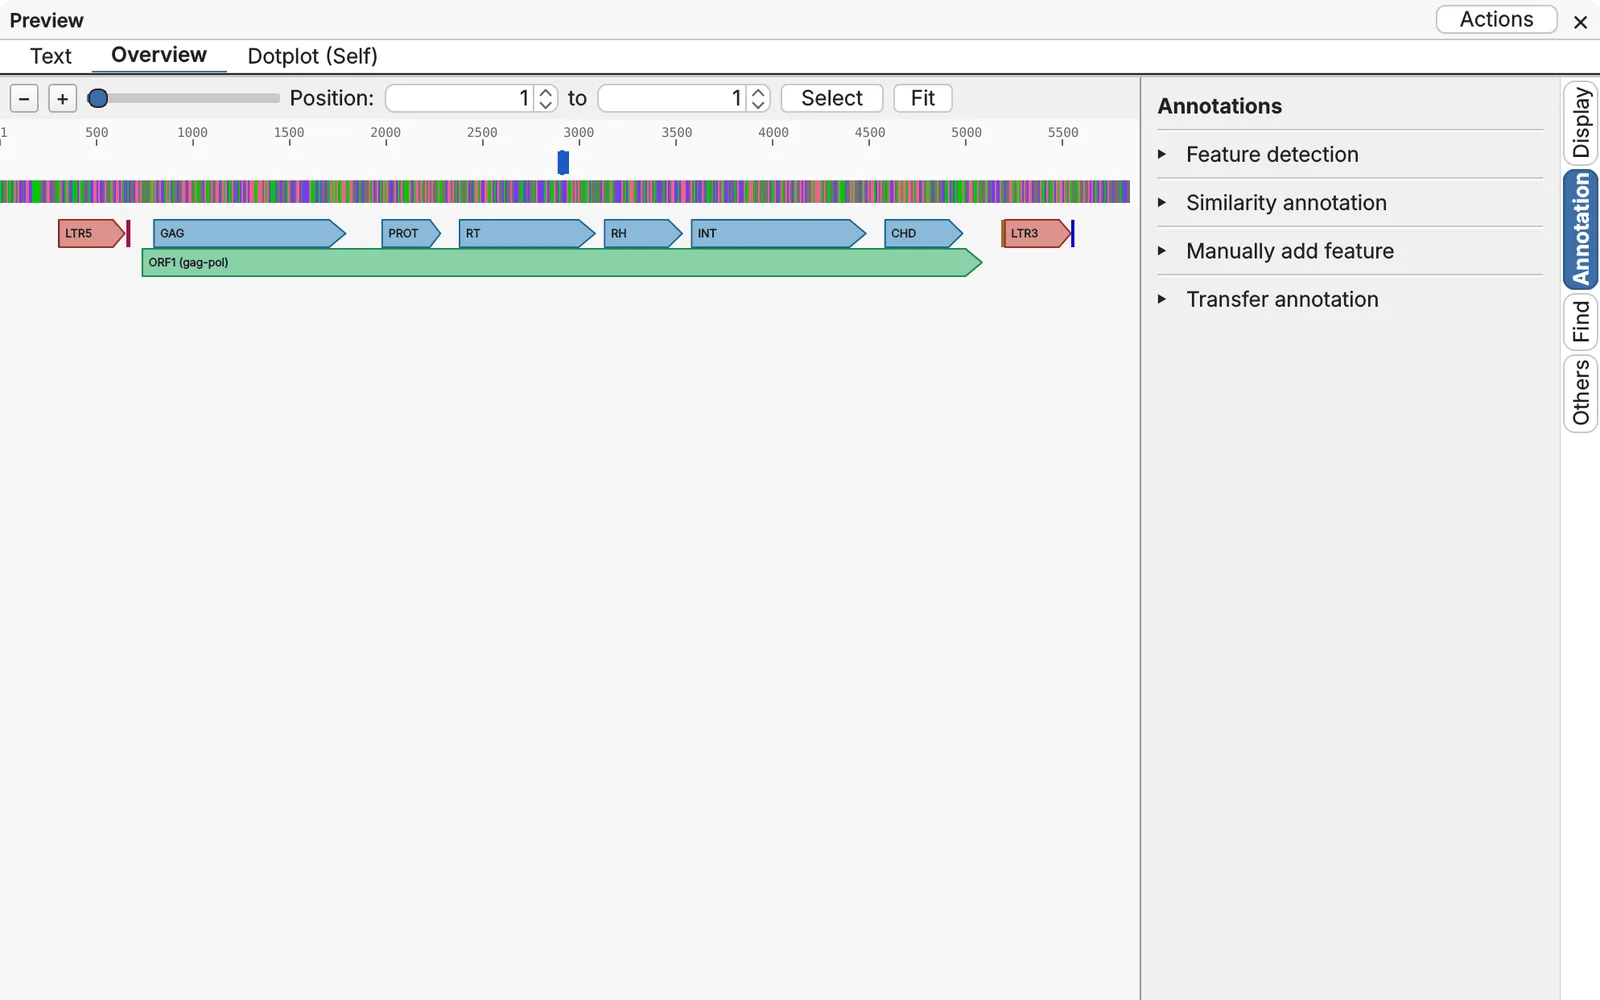 Preview Actions ×
Text Overview Dotplot (Self)
− + Position: 1 to 1 Select Fit
1 500 1000 1500 2000 2500 3000 3500 4000 4500 5000 5500
LTR5 GAG PROT RT RH INT CHD LTR3
ORF1 (gag-pol)
Annotations
Feature detection
Similarity annotation
Manually add feature
Transfer annotation
Display
Annotation
Find
Others